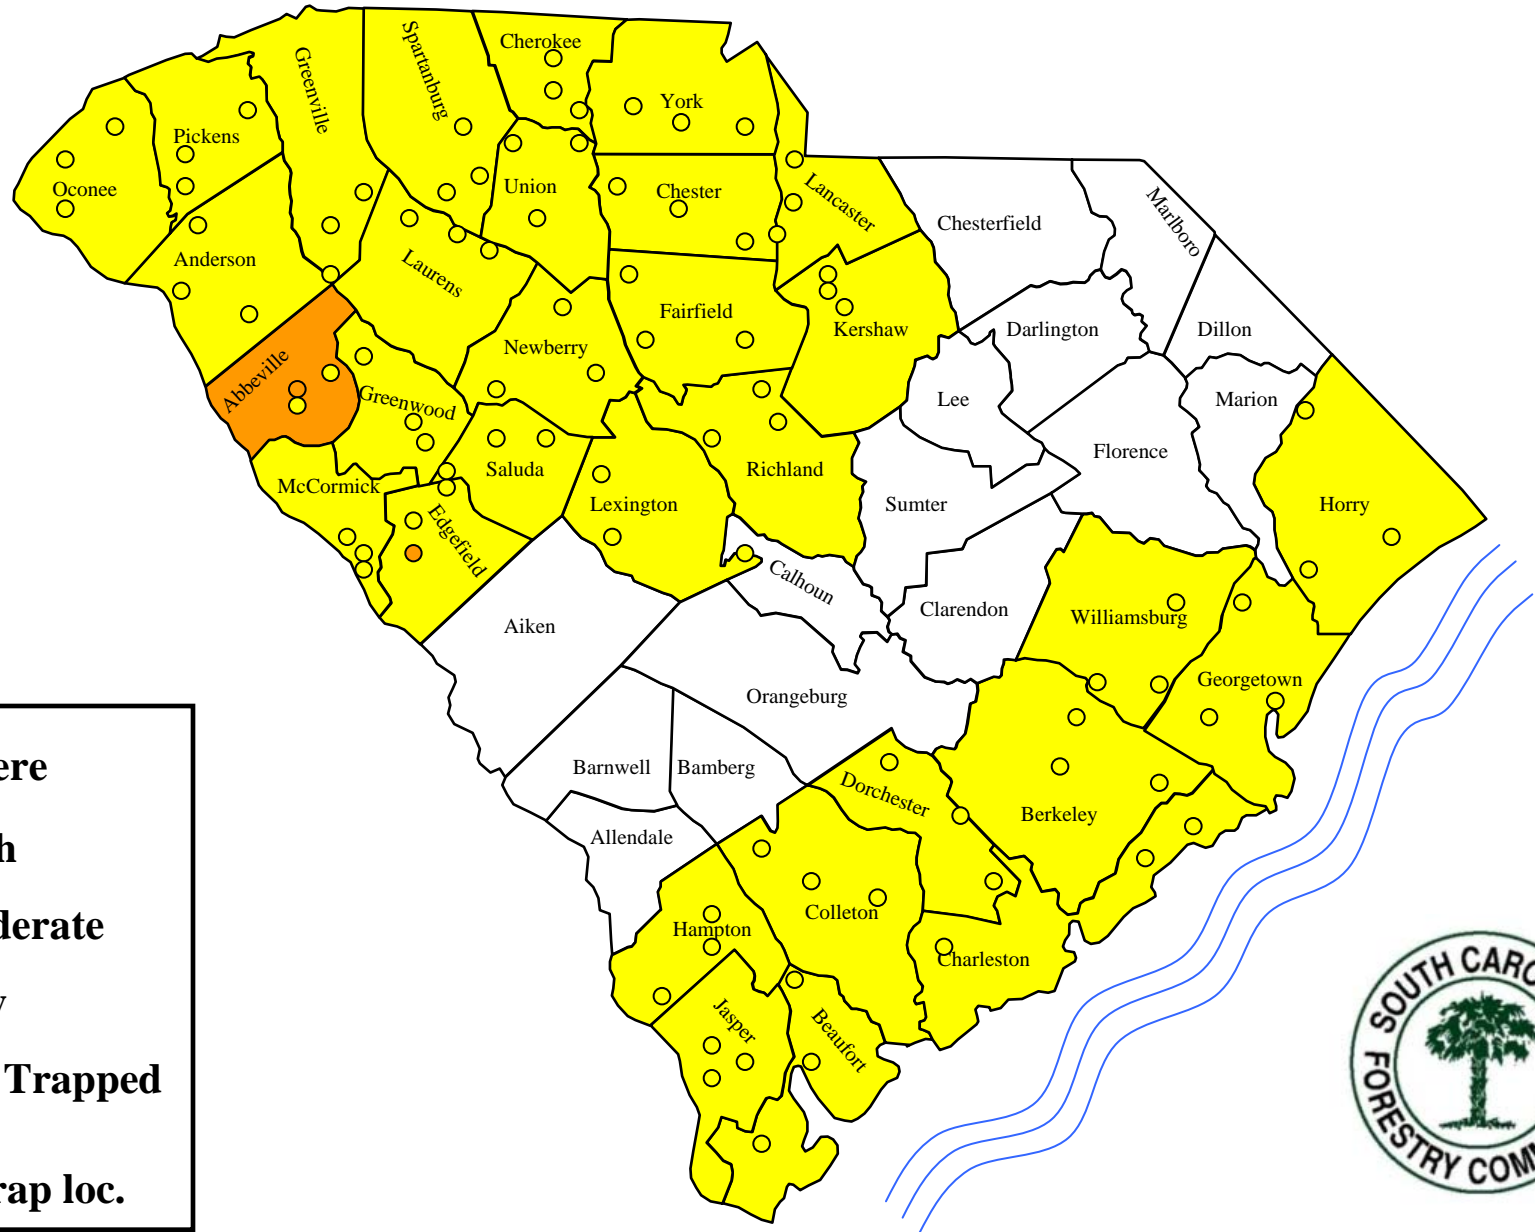 Cherokee
Spartanburg
Greenville
York
Pickens
Oconee
Union
Chester
Lancaster
Chesterfield
Marlboro
Anderson
Laurens
Fairfield
Kershaw
Darlington
Dillon
Newberry
Abbeville
Greenwood
Lee
Marion
Florence
Saluda
Richland
McCormick
Lexington
Sumter
Horry
Edgefield
Calhoun
Clarendon
Williamsburg
Aiken
Orangeburg
Georgetown
Barnwell
Bamberg
Dorchester
Berkeley
Allendale
Colleton
Hampton
Charleston
Jasper
Beaufort
ere
h
derate
Trapped
rap loc.
SOUTH CARO
FORESTRY COMM